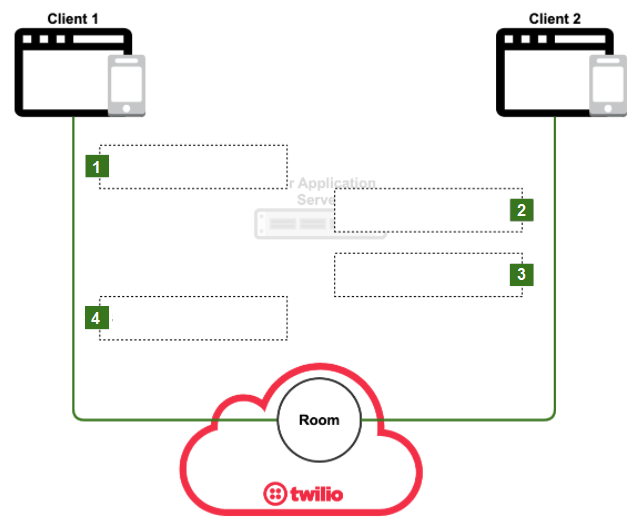 Client 1
Client 2
1
r Application
Serve
2
3
4
Room
twilio